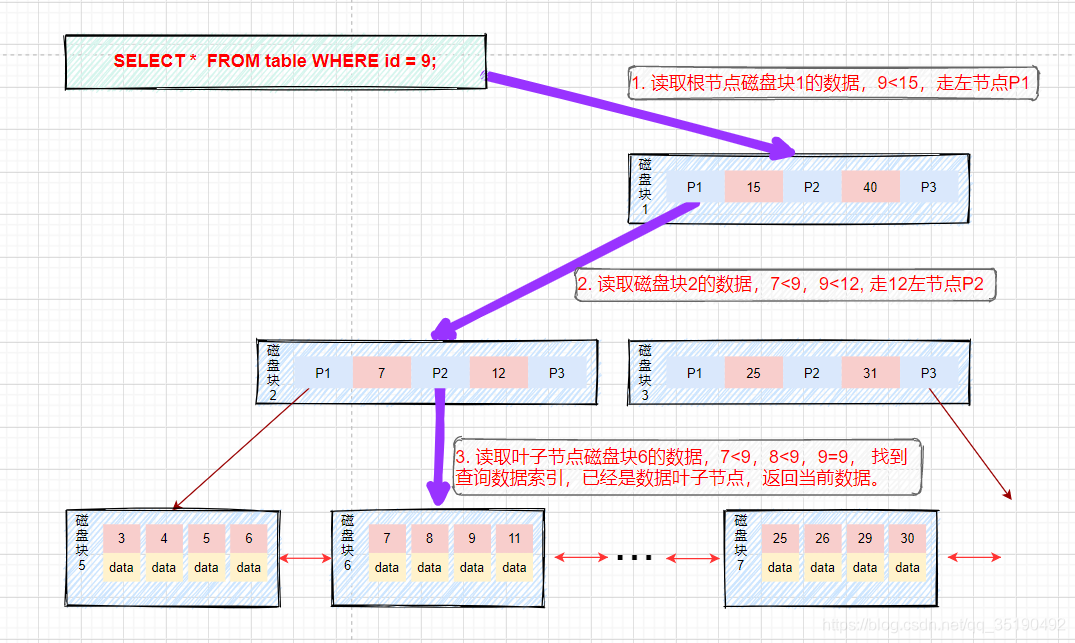 SELECT * FROM table WHERE id = 9;
1. 读取根节点磁盘块1的数据，9<15，走左节点P1
磁盘块1
P1 15 P2 40 P3
2. 读取磁盘块2的数据，7<9，9<12, 走12左节点P2
磁盘块2
P1 7 P2 12 P3
磁盘块3
P1 25 P2 31 P3
3. 读取叶子节点磁盘块6的数据，7<9，8<9，9=9， 找到
查询数据索引，已经是数据叶子节点，返回当前数据。
磁盘块5
3 4 5 6
data data data data
磁盘块6
7 8 9 11
data data data data
...
磁盘块7
25 26 29 30
data data data data
https://blog.csdn.net/qq_35190492